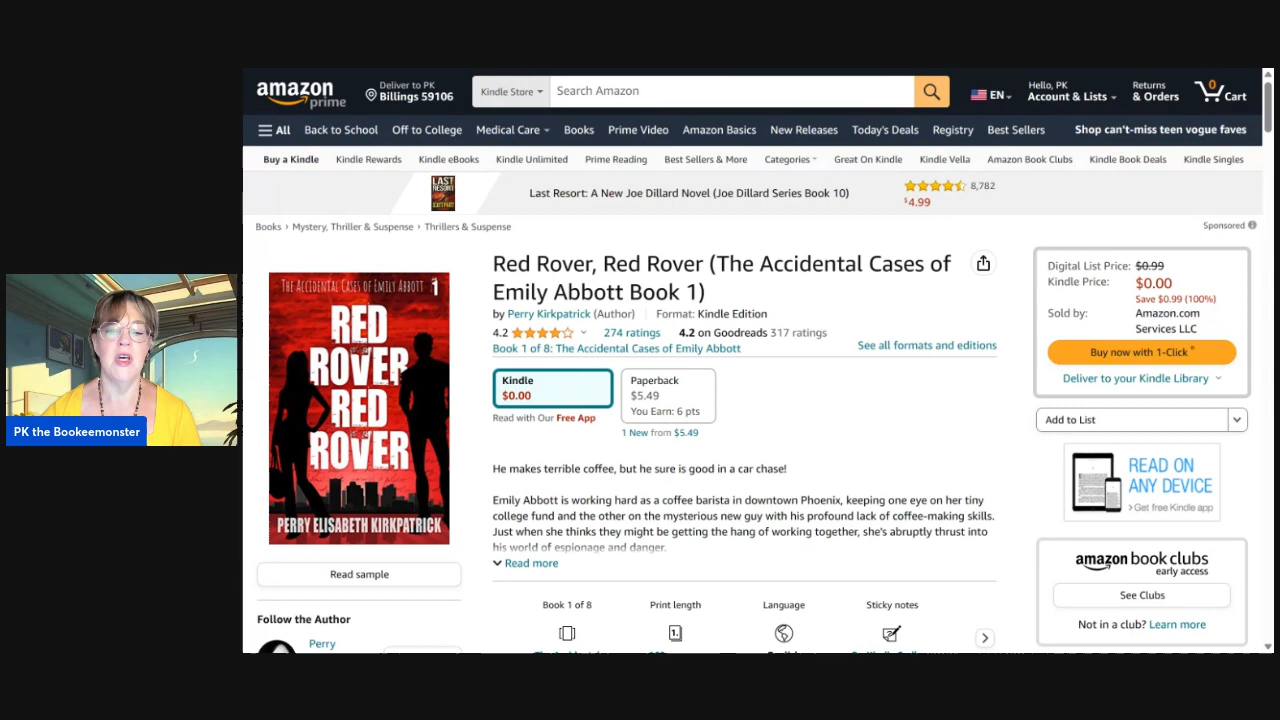 amazon
prime
Deliver to PK
Billings 59106
Kindle Store
Search Amazon
EN
Hello, PK
Account & Lists
Returns
& Orders
0
Cart
All
Back to School
Off to College
Medical Care
Books
Prime Video
Amazon Basics
New Releases
Today's Deals
Registry
Best Sellers
Shop can't-miss teen vogue faves
Buy a Kindle
Kindle Rewards
Kindle eBooks
Kindle Unlimited
Prime Reading
Best Sellers & More
Categories
Great On Kindle
Kindle Vella
Amazon Book Clubs
Kindle Book Deals
Kindle Singles
LAST
RESORT
Last Resort: A New Joe Dillard Novel (Joe Dillard Series Book 10)
8,782
$4.99
Books › Mystery, Thriller & Suspense › Thrillers & Suspense
Sponsored
THE ACCIDENTAL CASES OF EMILY ABBOTT 1
RED
ROVER
RED
ROVER
PERRY ELISABETH KIRKPATRICK
Read sample
Follow the Author
Perry
Red Rover, Red Rover (The Accidental Cases of
Emily Abbott Book 1)
by Perry Kirkpatrick (Author) Format: Kindle Edition
4.2 274 ratings 4.2 on Goodreads 317 ratings
Book 1 of 8: The Accidental Cases of Emily Abbott
See all formats and editions
Kindle
$0.00
Read with Our Free App
Paperback
$5.49
You Earn: 6 pts
1 New from $5.49
He makes terrible coffee, but he sure is good in a car chase!
Emily Abbott is working hard as a coffee barista in downtown Phoenix, keeping one eye on her tiny
college fund and the other on the mysterious new guy with his profound lack of coffee-making skills.
Just when she thinks they might be getting the hang of working together, she's abruptly thrust into
his world of espionage and danger.
Read more
Book 1 of 8
Print length
1.
Language
Sticky notes
Digital List Price: $0.99
Kindle Price: $0.00
Save $0.99 (100%)
Sold by: Amazon.com
Services LLC
Buy now with 1-Click ®
Deliver to your Kindle Library
Add to List
READ ON
ANY DEVICE
› Get free Kindle app
amazon book clubs
early access
See Clubs
Not in a club? Learn more
PK the Bookeemonster